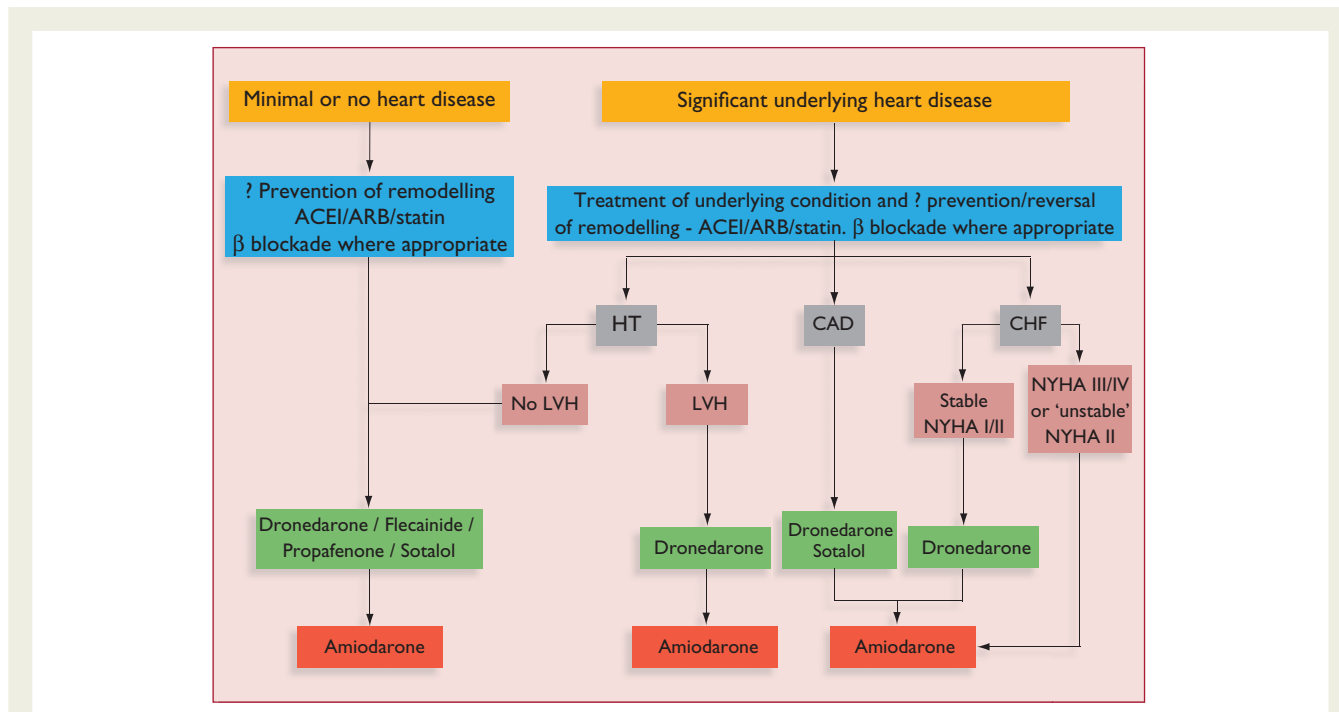 Minimal or no heart disease
Significant underlying heart disease
? Prevention of remodelling
ACEI/ARB/statin
β blockade where appropriate
Treatment of underlying condition and ? prevention/reversal
of remodelling - ACEI/ARB/statin. β blockade where appropriate
HT
CAD
CHF
No LVH
LVH
Stable
NYHA I/II
NYHA III/IV
or ‘unstable’
NYHA II
Dronedarone / Flecainide /
Propafenone / Sotalol
Dronedarone
Dronedarone
Sotalol
Dronedarone
Amiodarone
Amiodarone
Amiodarone